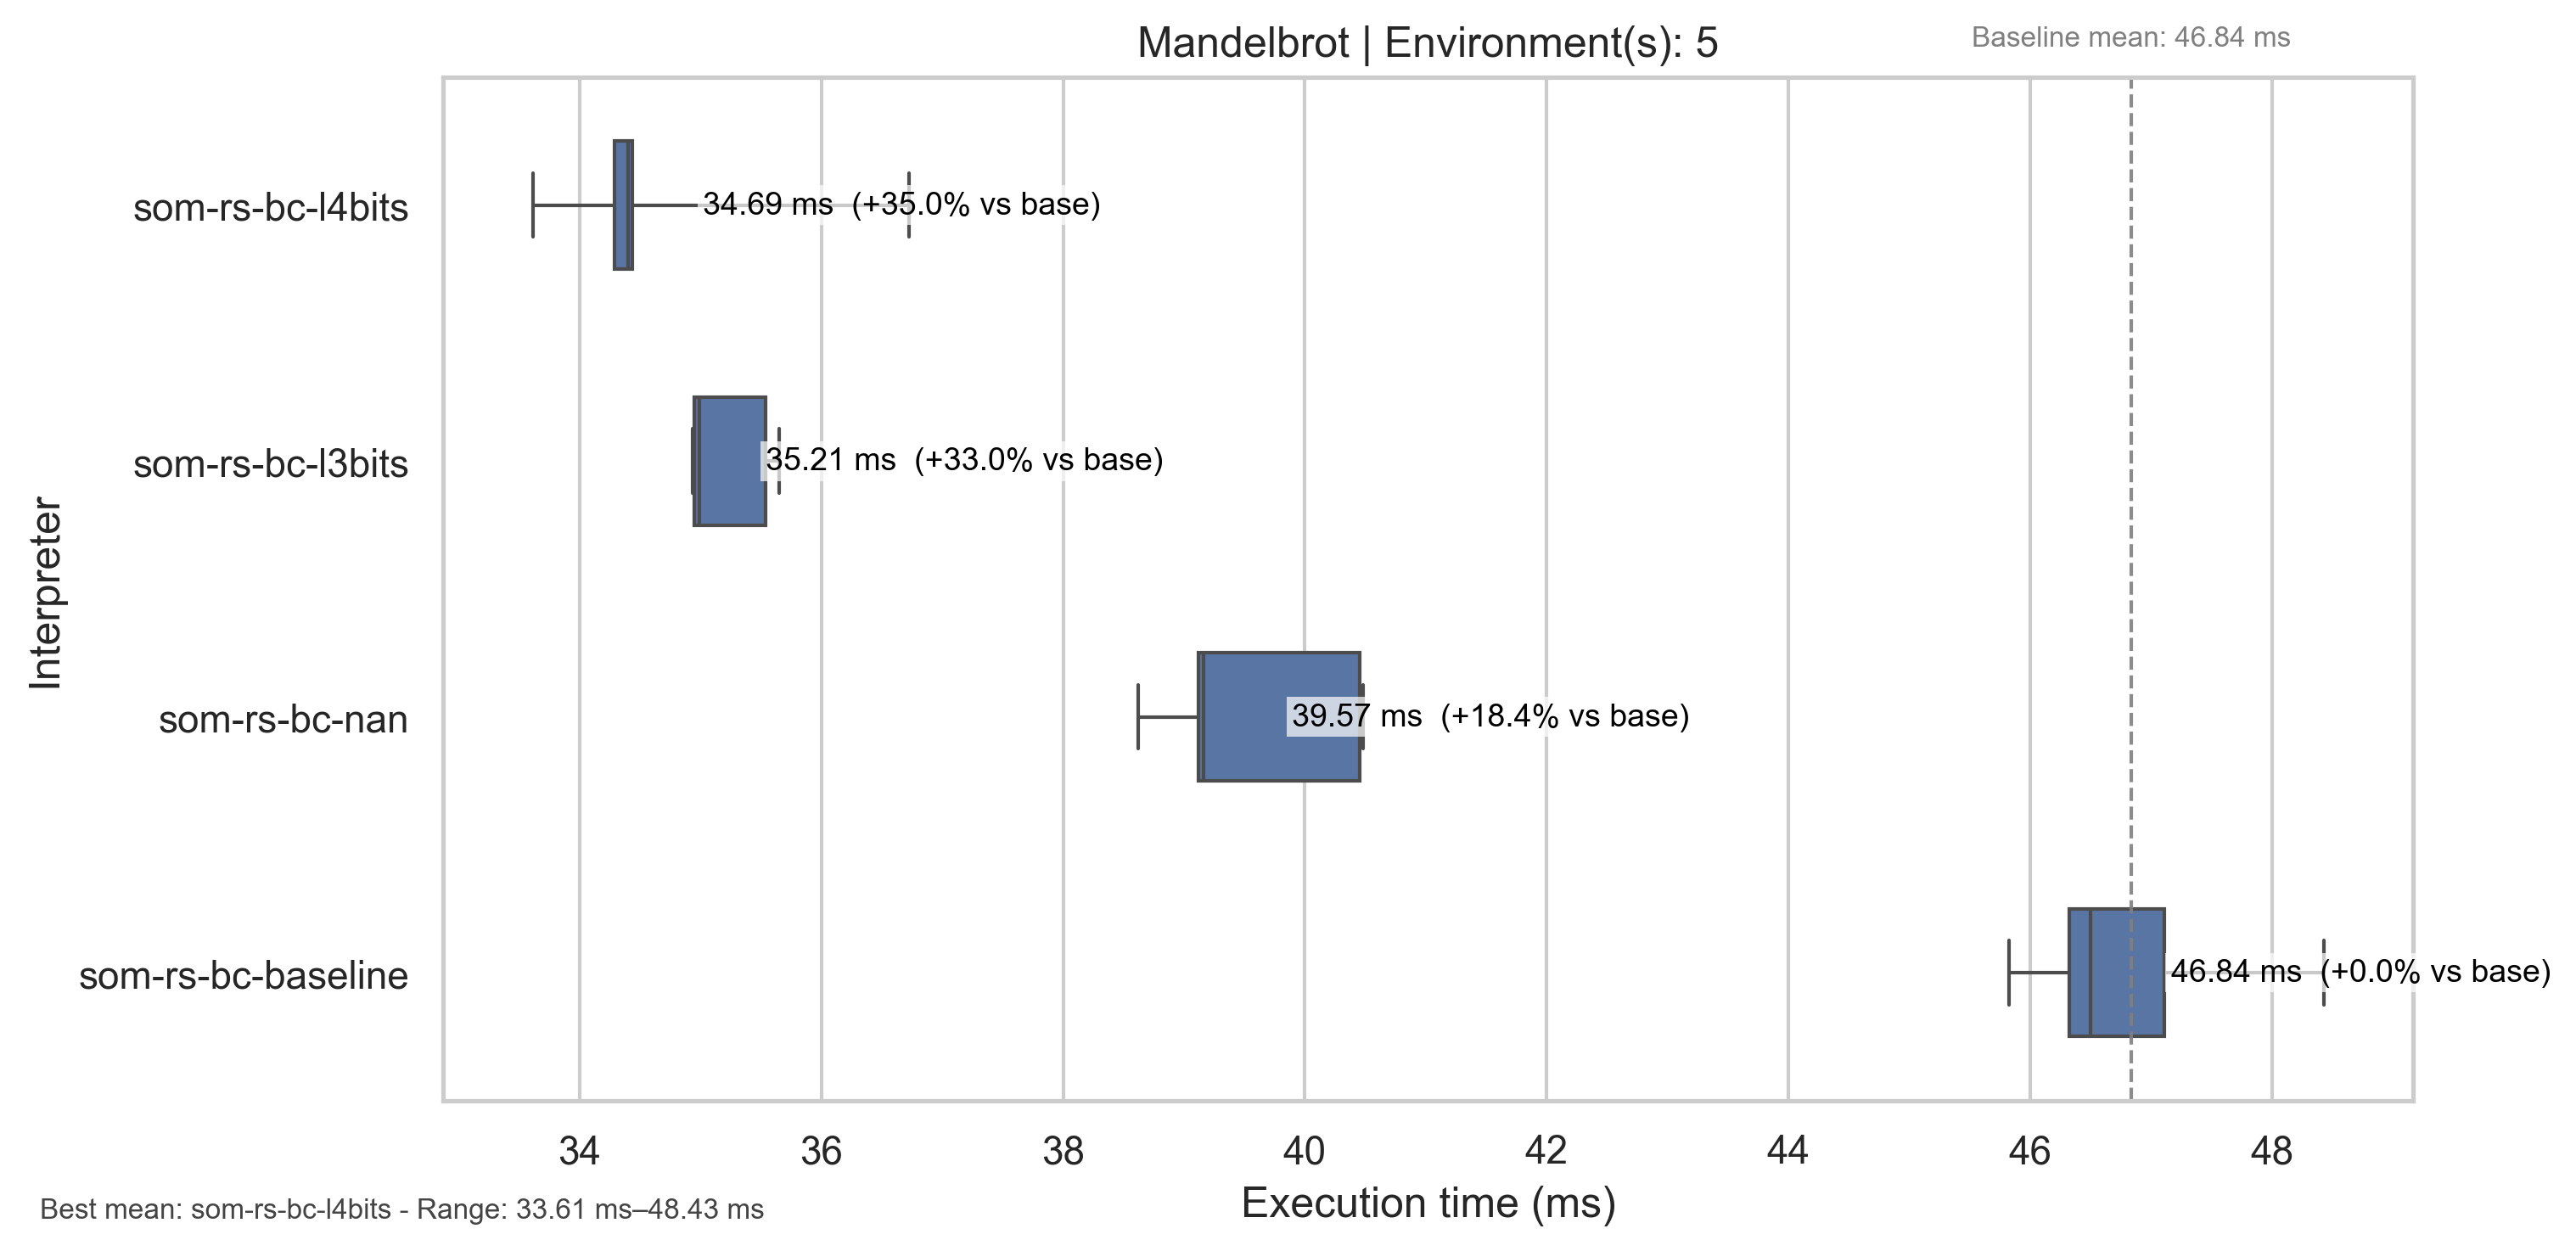 Mandelbrot | Environment(s): 5
Baseline mean: 46.84 ms
Interpreter
som-rs-bc-l4bits
34.69 ms  (+35.0% vs base)
som-rs-bc-l3bits
35.21 ms  (+33.0% vs base)
som-rs-bc-nan
39.57 ms  (+18.4% vs base)
som-rs-bc-baseline
46.84 ms  (+0.0% vs base)
34 36 38 40 42 44 46 48
Execution time (ms)
Best mean: som-rs-bc-l4bits - Range: 33.61 ms–48.43 ms